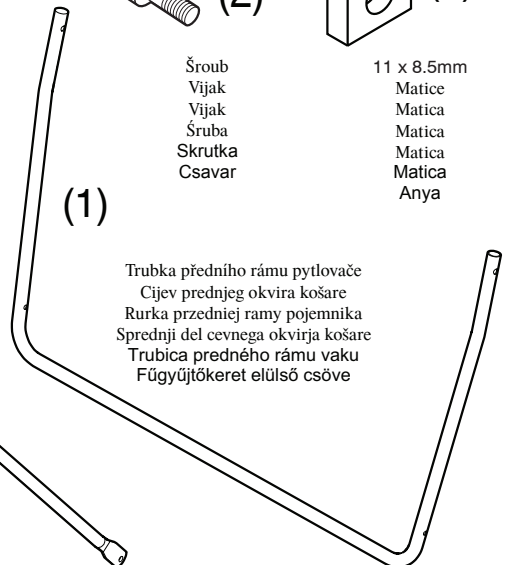 (2)
Šroub
Vijak
Vijak
Śruba
Skrutka
Csavar
11 x 8.5mm
Matice
Matica
Matica
Matica
Matica
Anya
(1)
Trubka předního rámu pytlovače
Cijev prednjeg okvira košare
Rurka przedniej ramy pojemnika
Sprednji del cevnega okvirja košare
Trubica predného rámu vaku
Fűgyűjtőkeret elülső csöve